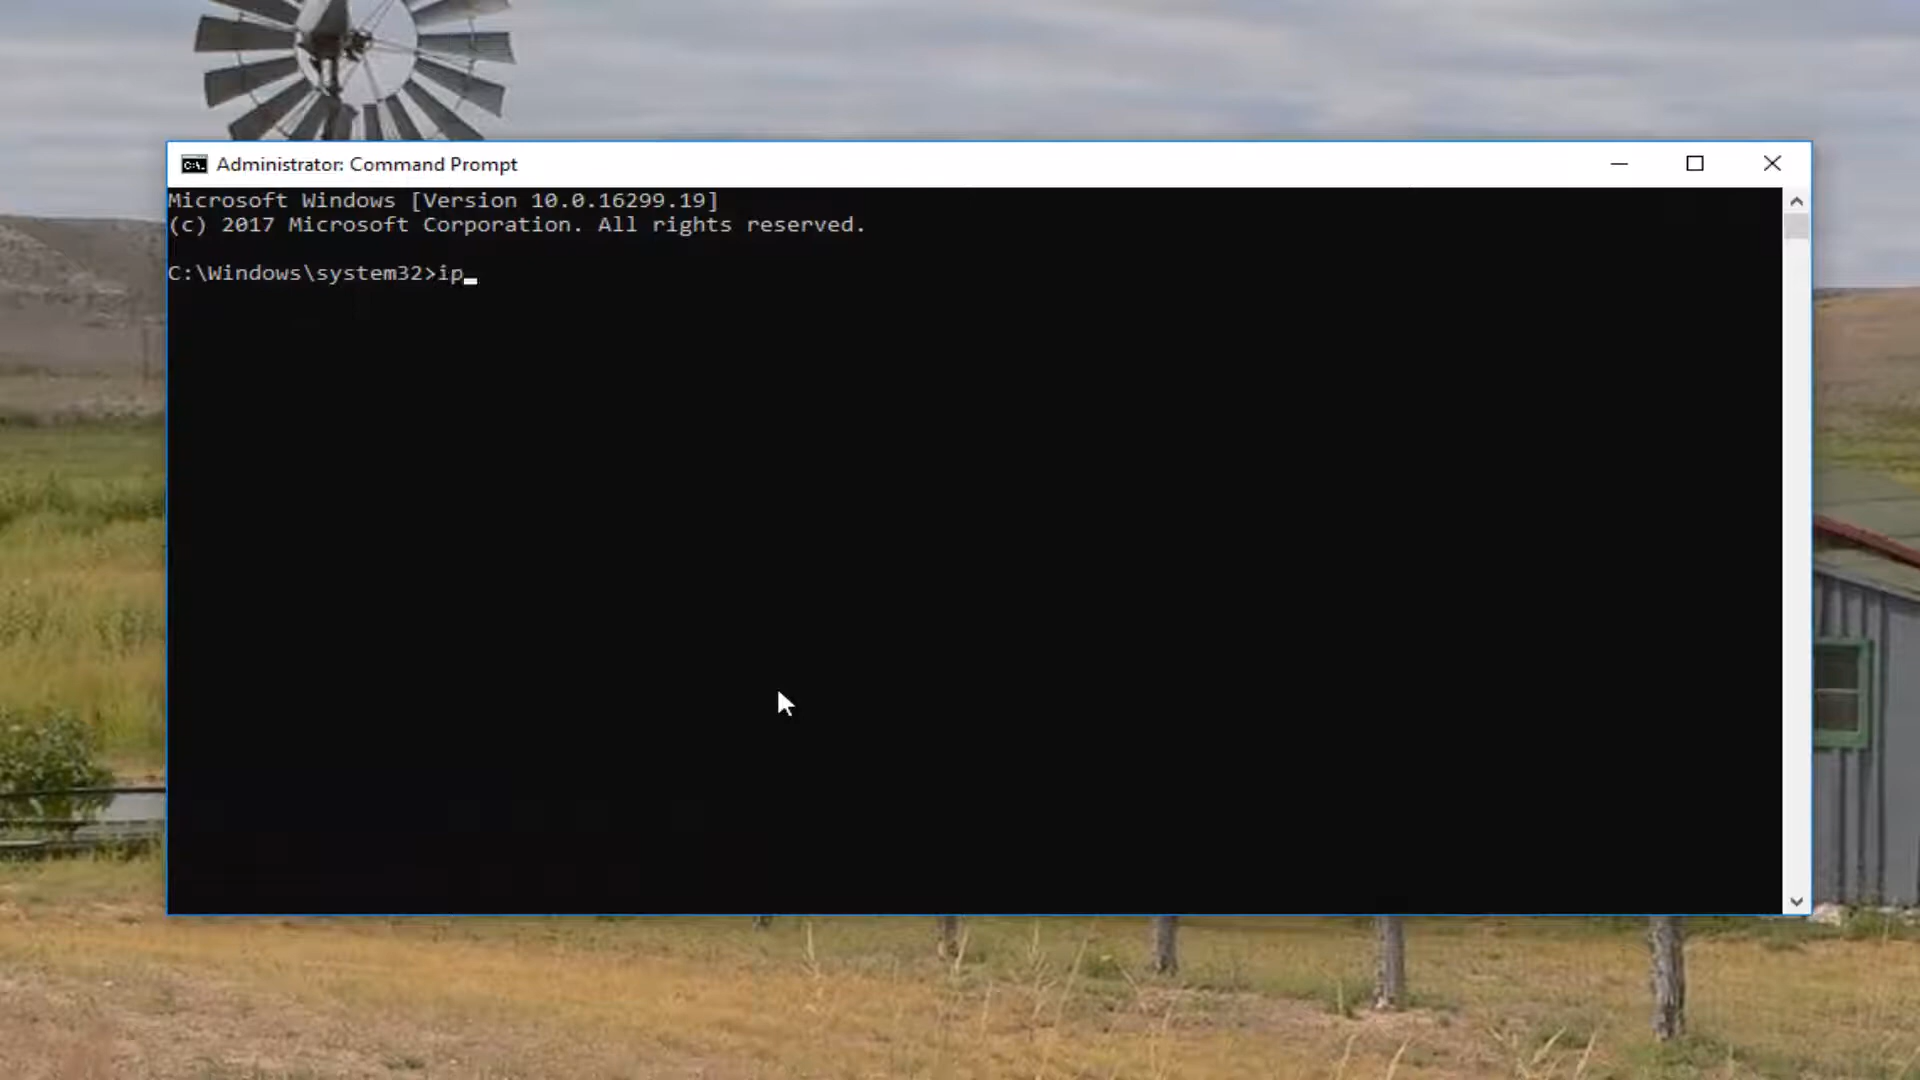 Administrator: Command Prompt
Microsoft Windows [Version 10.0.16299.19]
(c) 2017 Microsoft Corporation. All rights reserved.
C:\Windows\system32>ip